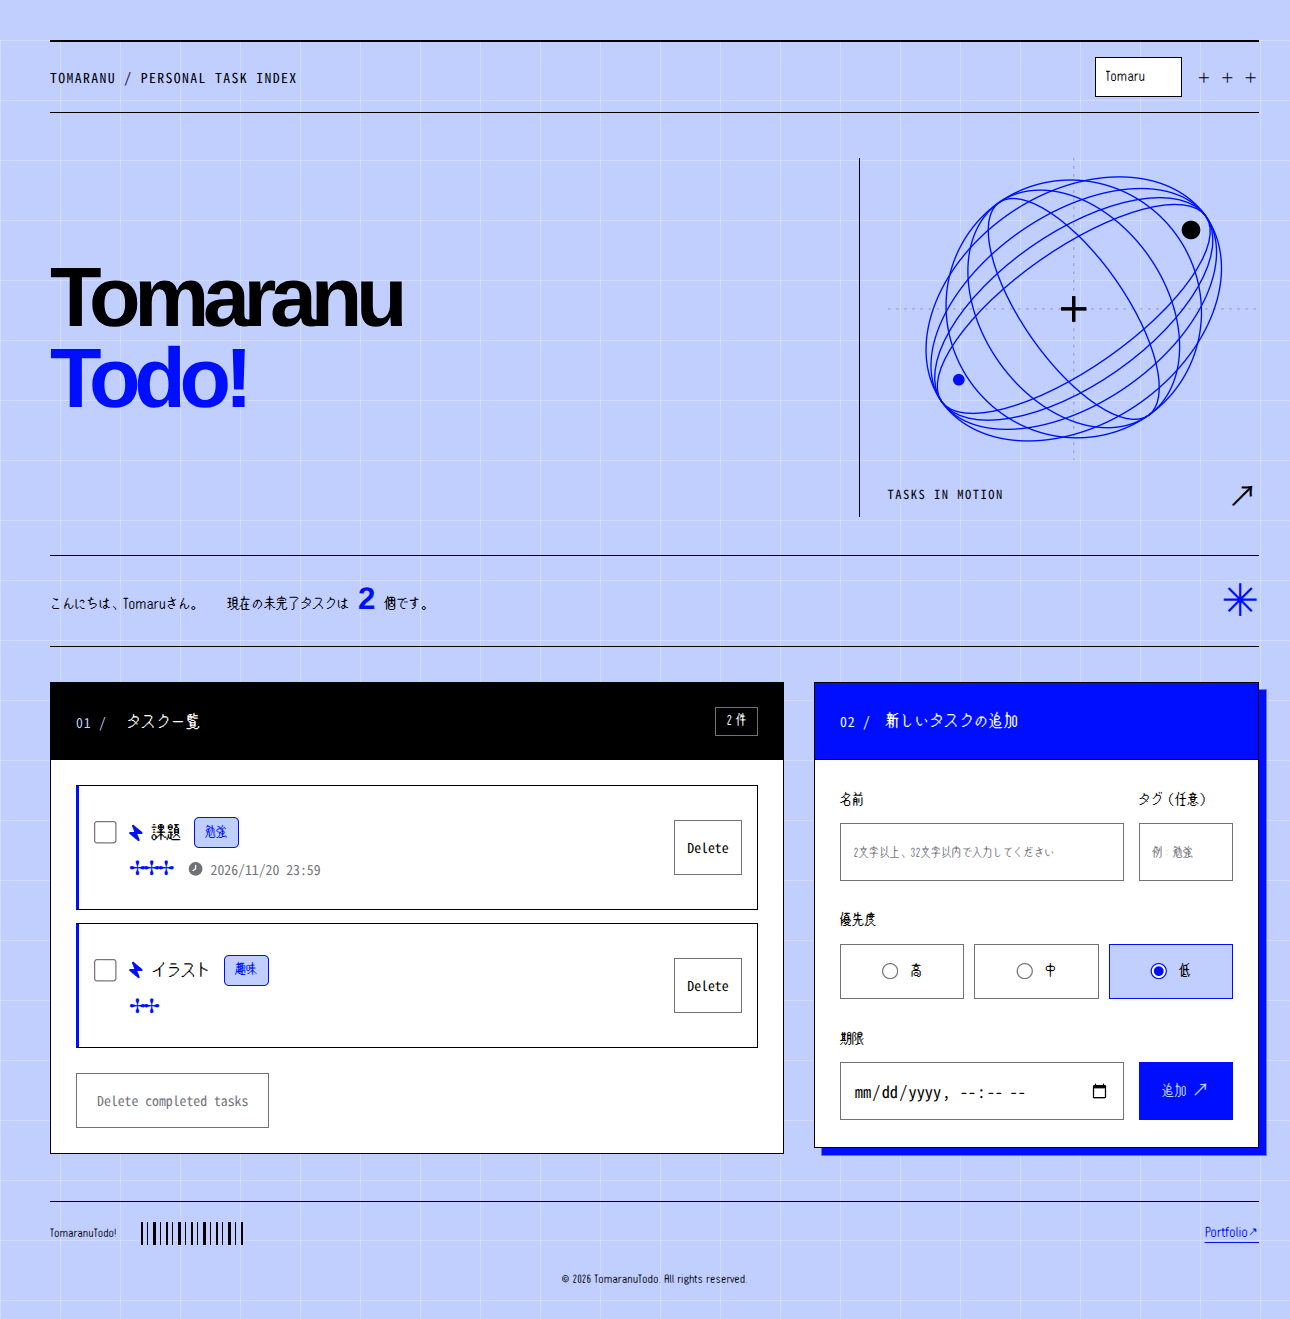 TOMARANU / PERSONAL TASK INDEX
Tomaru
+ + +
Tomaranu
Todo!
TASKS IN MOTION ↗
こんにちは、Tomaruさん。 現在の未完了タスクは 2 個です。
01 / タスク一覧
2 件
課題 勉強
2026/11/20 23:59
Delete
イラスト 趣味
Delete
Delete completed tasks
02 / 新しいタスクの追加
名前
タグ（任意）
2文字以上、32文字以内で入力してください
例：勉強
優先度
高
中
低
期限
mm/dd/yyyy, --:-- --
追加 ↗
TomaranuTodo!
Portfolio↗
© 2026 TomaranuTodo. All rights reserved.